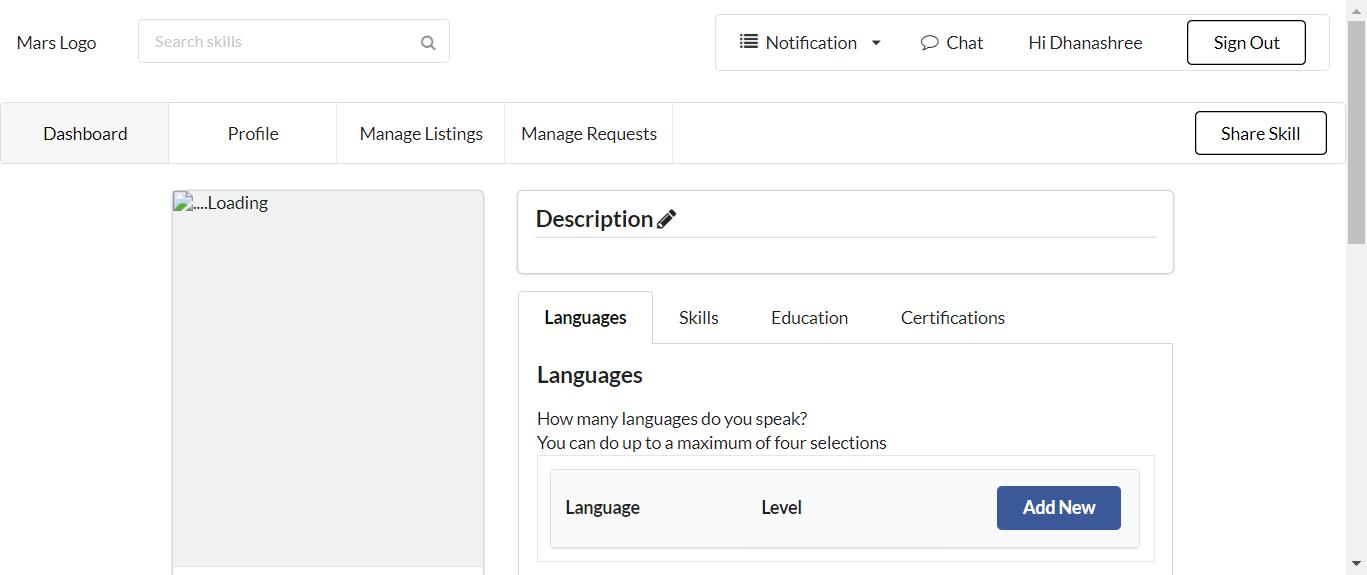 Mars Logo
Search skills
Notification
Chat
Hi Dhanashree
Sign Out
Dashboard
Profile
Manage Listings
Manage Requests
Share Skill
....Loading
Description
Languages
Skills
Education
Certifications
Languages
How many languages do you speak?
You can do up to a maximum of four selections
Language
Level
Add New